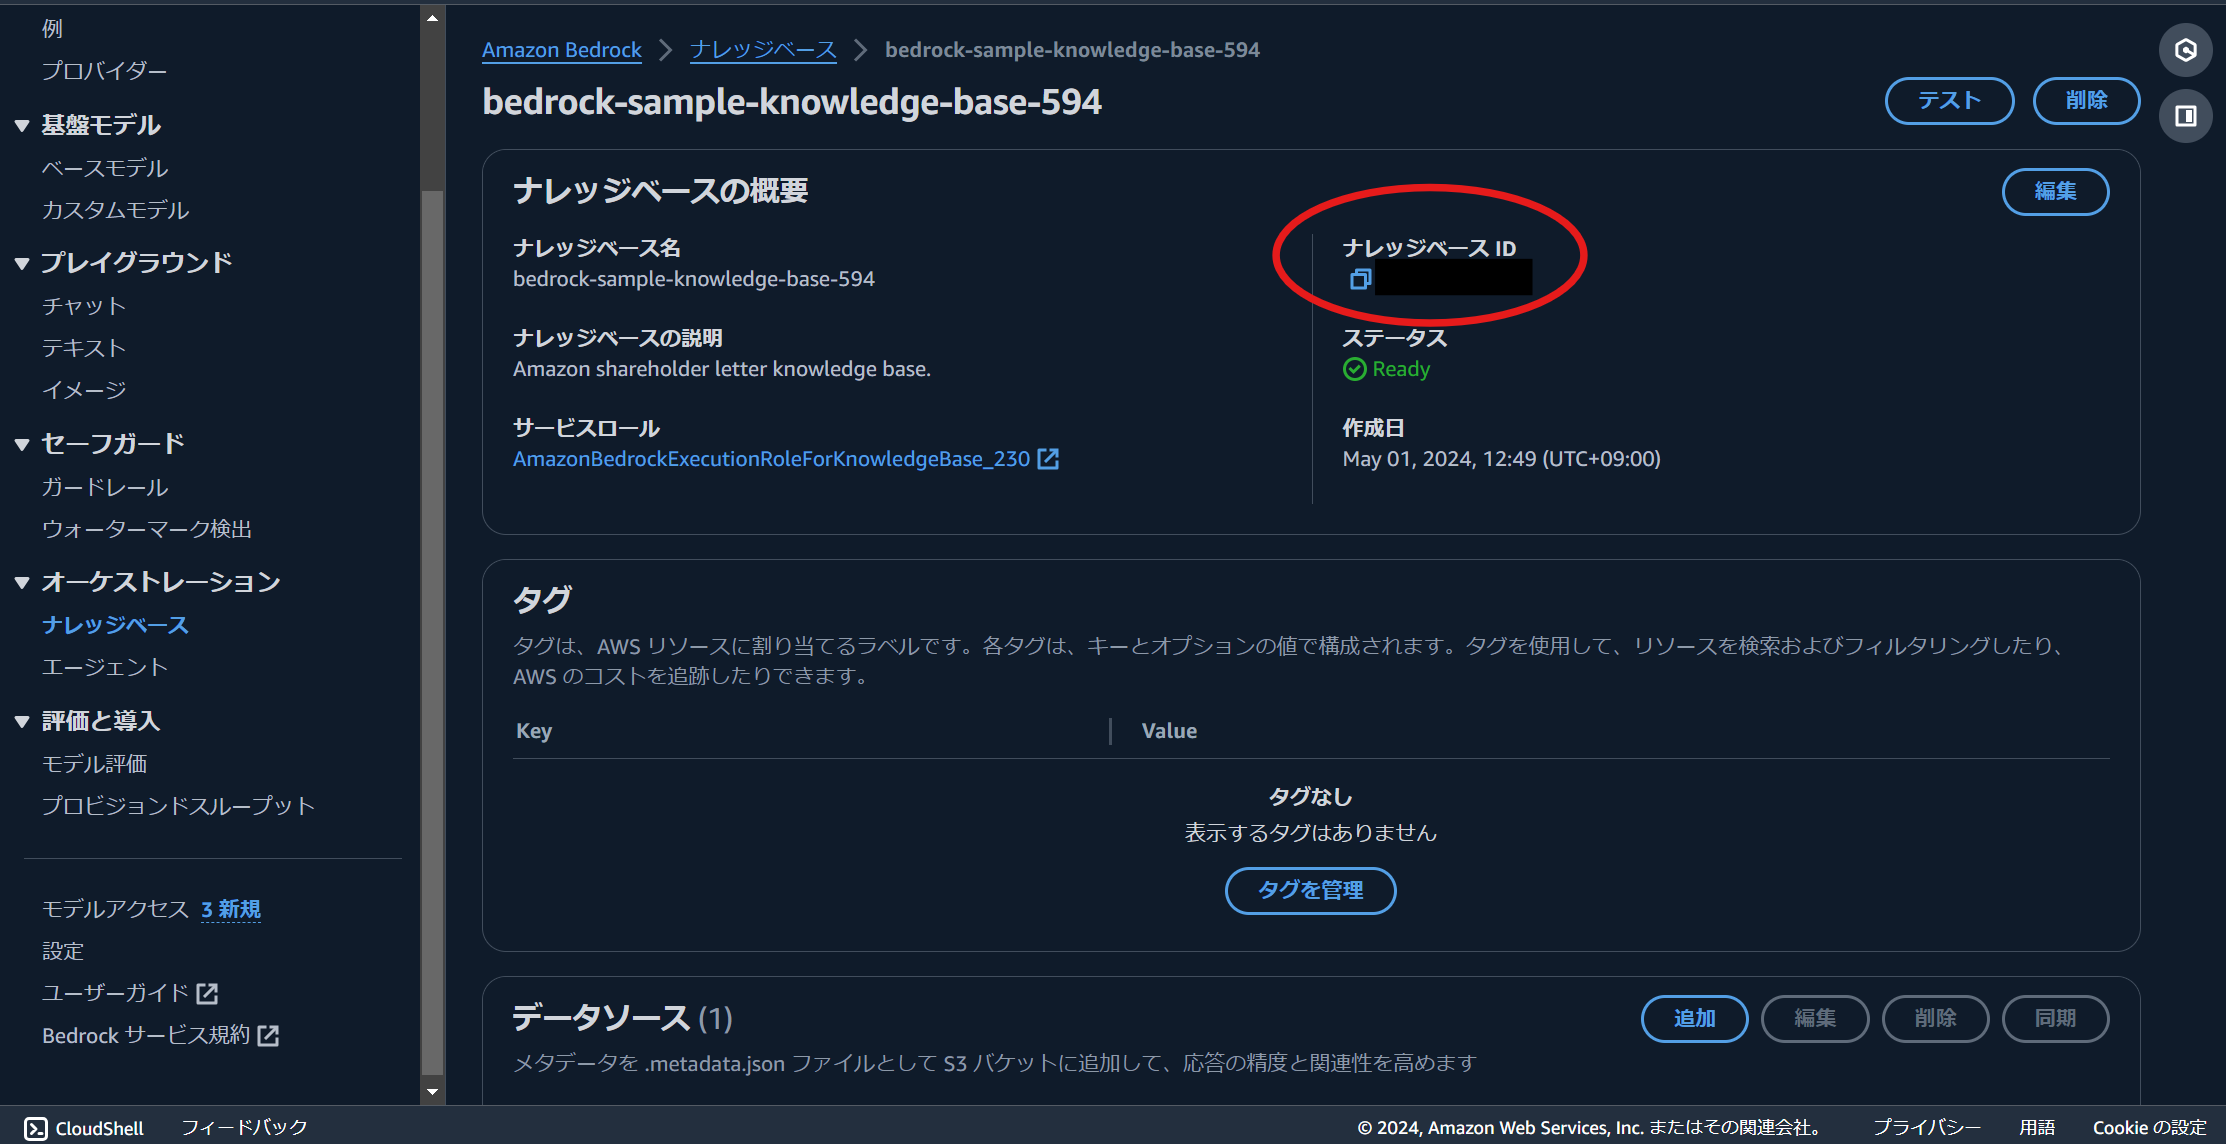 例
プロバイダー
基盤モデル
ベースモデル
カスタムモデル
プレイグラウンド
チャット
テキスト
イメージ
セーフガード
ガードレール
ウォーターマーク検出
オーケストレーション
ナレッジベース
エージェント
評価と導入
モデル評価
プロビジョンドスループット
モデルアクセス 3 新規
設定
ユーザーガイド
Bedrock サービス規約
Amazon Bedrock
ナレッジベース
bedrock-sample-knowledge-base-594
bedrock-sample-knowledge-base-594
テスト
削除
ナレッジベースの概要
編集
ナレッジベース名
bedrock-sample-knowledge-base-594
ナレッジベースの説明
Amazon shareholder letter knowledge base.
サービスロール
AmazonBedrockExecutionRoleForKnowledgeBase_230
ナレッジベース ID
ステータス
Ready
作成日
May 01, 2024, 12:49 (UTC+09:00)
タグ
タグは、AWS リソースに割り当てるラベルです。各タグは、キーとオプションの値で構成されます。タグを使用して、リソースを検索およびフィルタリングしたり、
AWS のコストを追跡したりできます。
Key
Value
タグなし
表示するタグはありません
タグを管理
データソース (1)
追加
編集
削除
同期
メタデータを .metadata.json ファイルとして S3 バケットに追加して、応答の精度と関連性を高めます
CloudShell
フィードバック
© 2024, Amazon Web Services, Inc. またはその関連会社。
プライバシー
用語
Cookie の設定